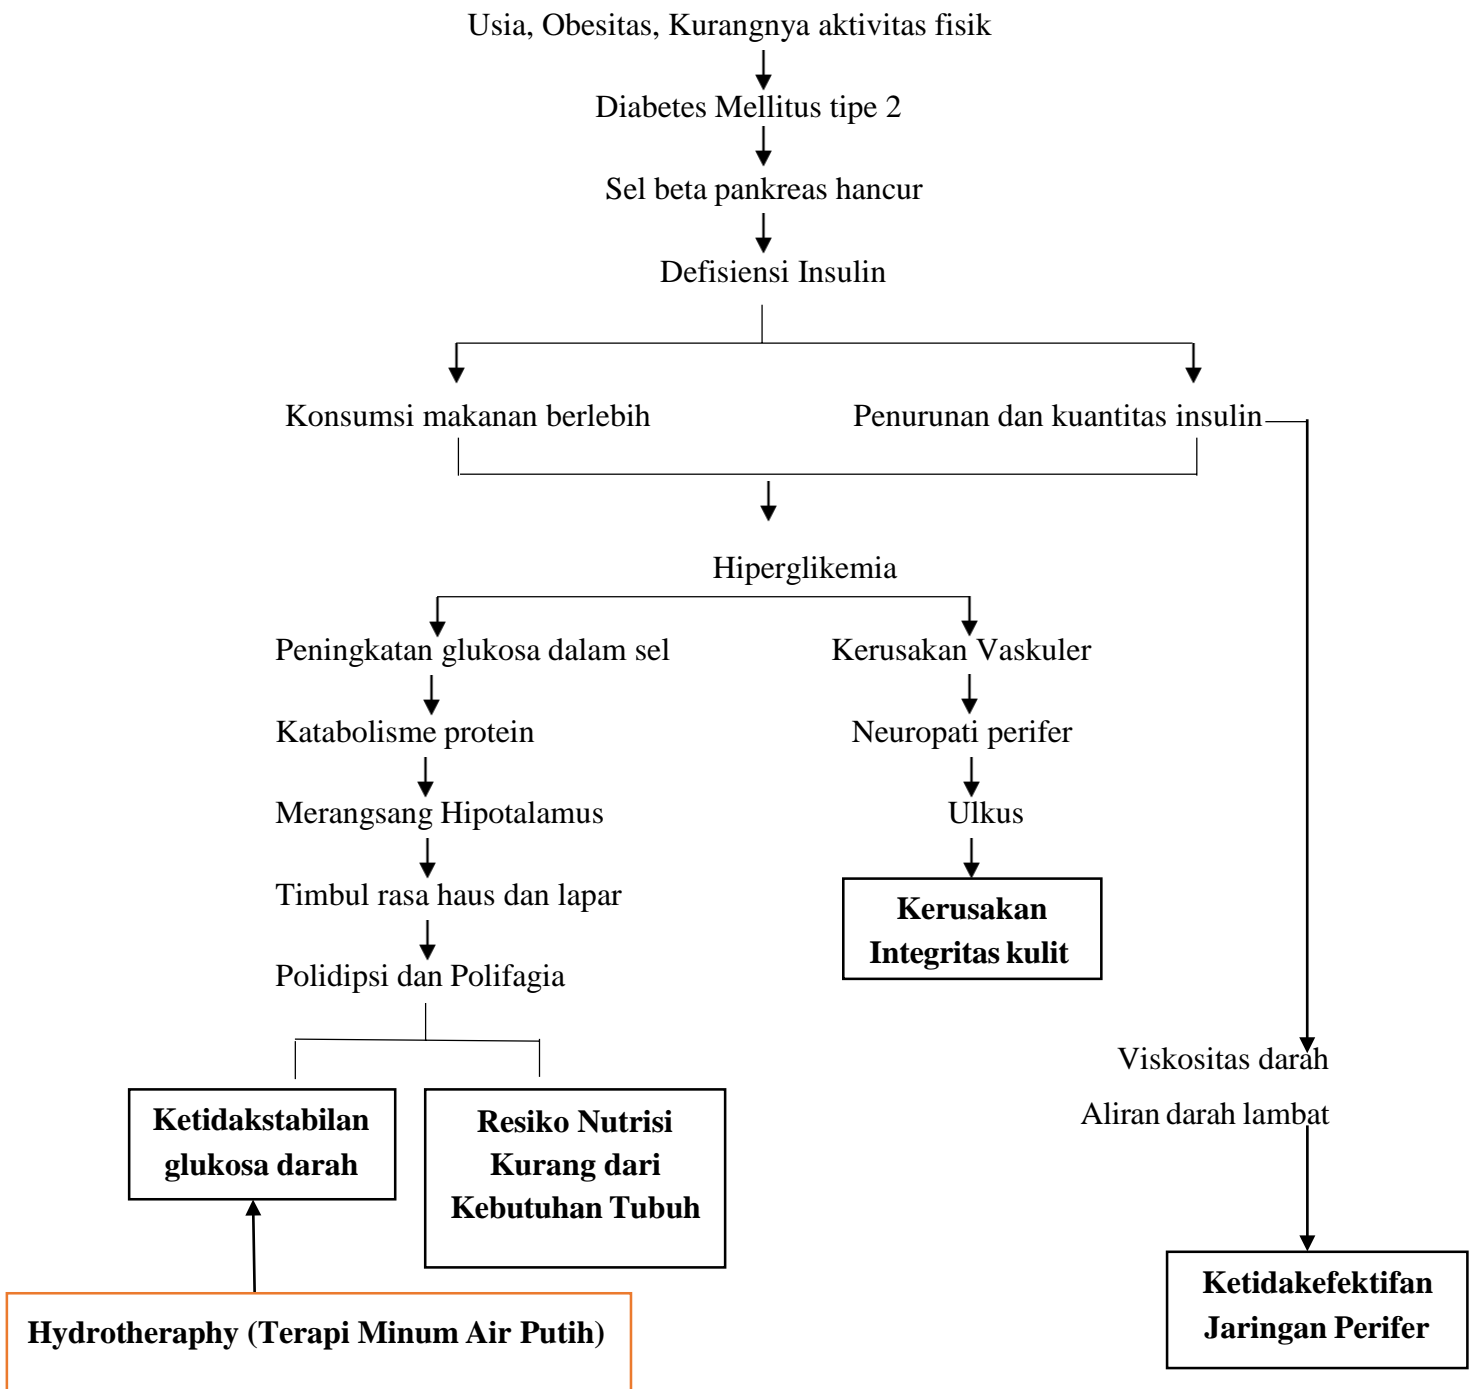 Usia, Obesitas, Kurangnya aktivitas fisik
Diabetes Mellitus tipe 2
Sel beta pankreas hancur
Defisiensi Insulin
Konsumsi makanan berlebih
Penurunan dan kuantitas insulin
Hiperglikemia
Peningkatan glukosa dalam sel
Kerusakan Vaskuler
Katabolisme protein
Neuropati perifer
Merangsang Hipotalamus
Ulkus
Timbul rasa haus dan lapar
Kerusakan
Integritas kulit
Polidipsi dan Polifagia
Viskositas darah
Aliran darah lambat
Ketidakstabilan
glukosa darah
Resiko Nutrisi
Kurang dari
Kebutuhan Tubuh
Ketidakefektifan
Jaringan Perifer
Hydrotheraphy (Terapi Minum Air Putih)